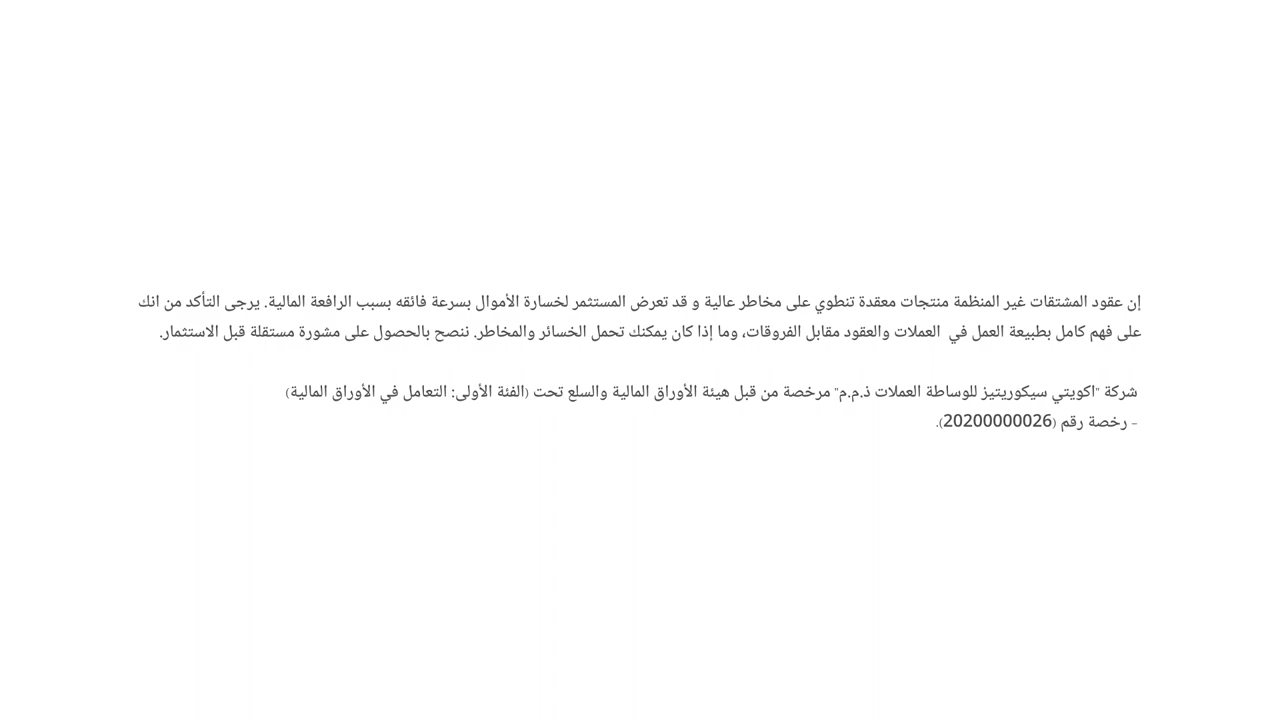 إن عقود المشتقات غير المنظمة منتجات معقدة تنطوي على مخاطر عالية و قد تعرض المستثمر لخسارة الأموال بسرعة فائقه بسبب الرافعة المالية. يرجى التأكد من انك
على فهم كامل بطبيعة العمل في العملات والعقود مقابل الفروقات، وما إذا كان يمكنك تحمل الخسائر والمخاطر. ننصح بالحصول على مشورة مستقلة قبل الاستثمار.
شركة "اكويتي سيكوريتيز للوساطة العملات ذ.م.م" مرخصة من قبل هيئة الأوراق المالية والسلع تحت (الفئة الأولى: التعامل في الأوراق المالية)
- رخصة رقم (20200000026).